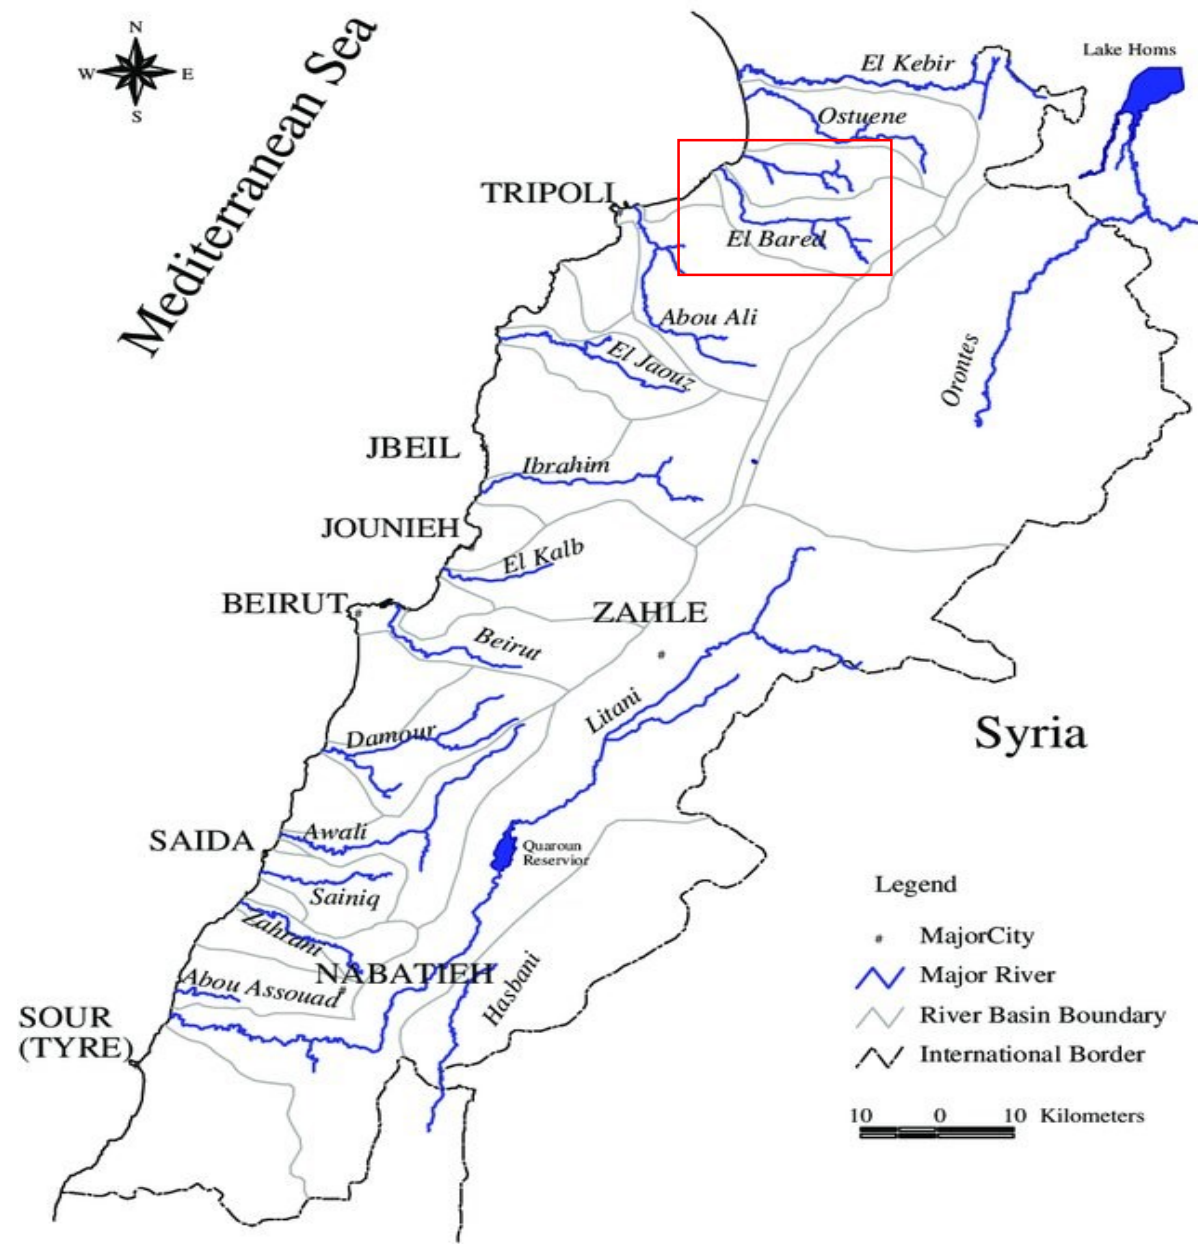 N
W E
S
Mediterranean Sea
Lake Homs
El Kebir
Ostuene
TRIPOLI
El Bared
Abou Ali
El Jaouz
Orontes
JBEIL
Ibrahim
JOUNIEH
El Kalb
BEIRUT
ZAHLE
Beirut
Litani
Damour
Syria
SAIDA
Awali
Quaroun
Reservior
Sainiq
Zahrani
NABATIEH
Hasbani
Abou Assouad
SOUR
(TYRE)
Legend
MajorCity
Major River
River Basin Boundary
International Border
10 0 10 Kilometers